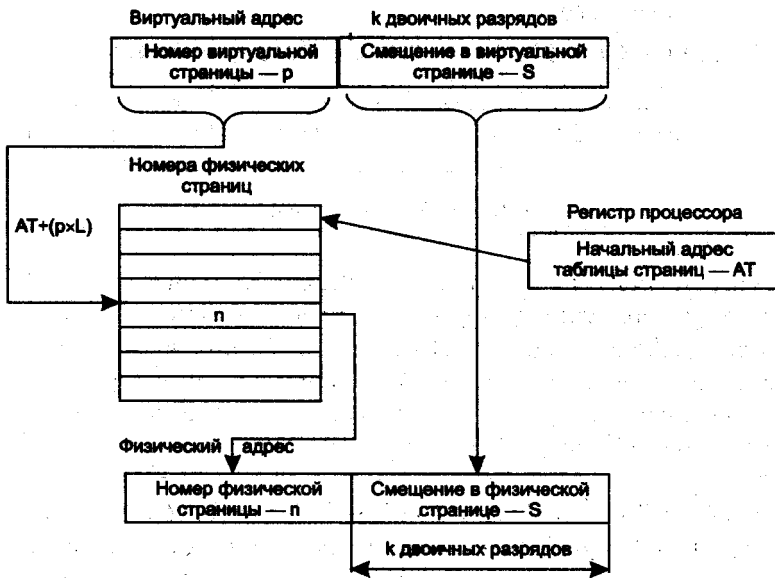 Виртуальный адрес
k двоичных разрядов
Номер виртуальной
страницы — p
Смещение в виртуальной
странице — S
Номера физических
страниц
AT+(p×L)
Регистр процессора
Начальный адрес
таблицы страниц — AT
n
Физический адрес
Номер физической
страницы — n
Смещение в физической
странице — S
k двоичных разрядов